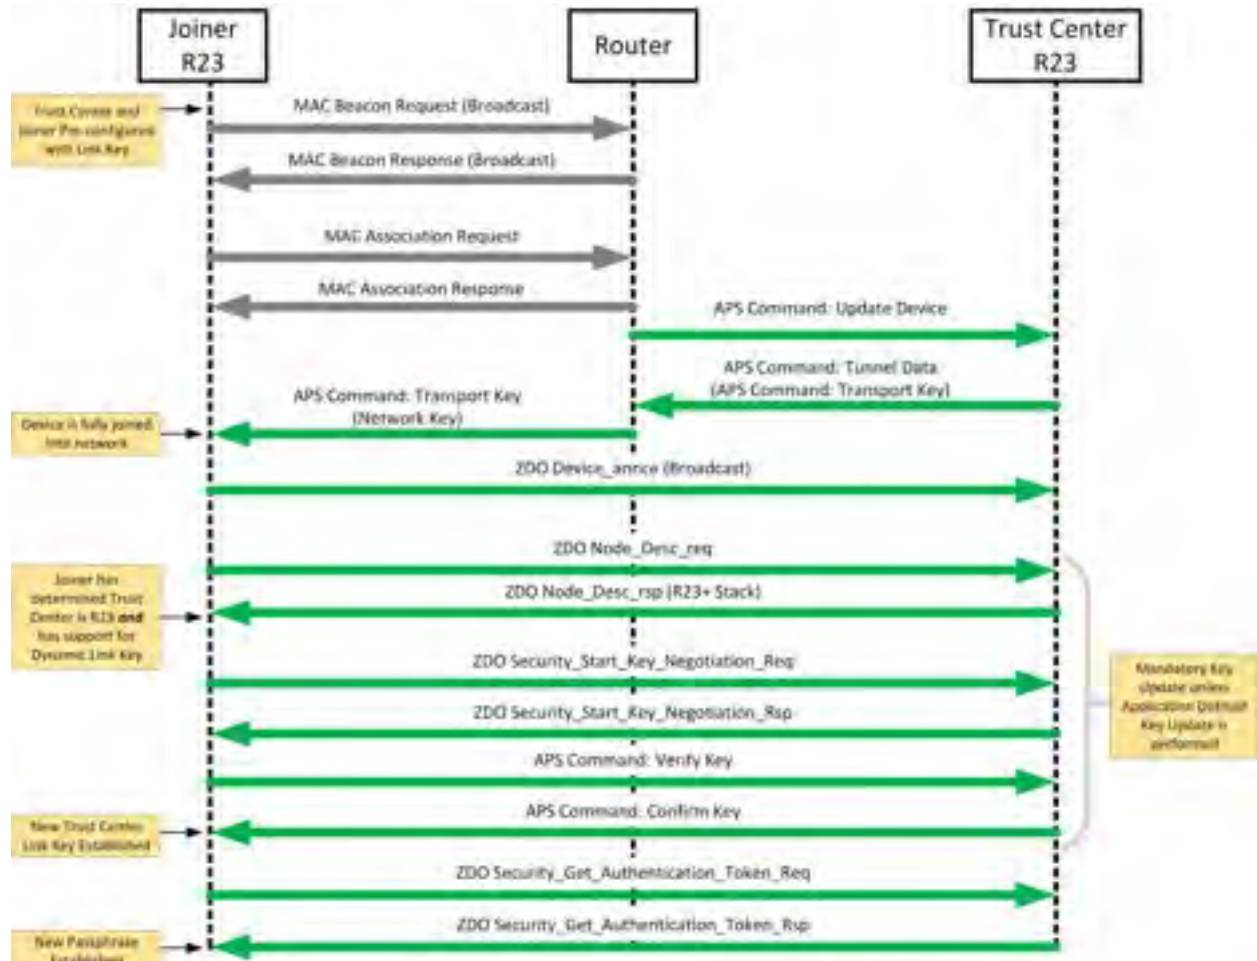 Joiner
R23
Router
Trust Center
R23
Trust Center and
Joiner Pre-configured
with Link Key
MAC Beacon Request (Broadcast)
MAC Beacon Response (Broadcast)
MAC Association Request
MAC Association Response
APS Command: Update Device
APS Command: Tunnel Data
(APS Command: Transport Key)
APS Command: Transport Key
(Network Key)
Device is fully joined
into network
ZDO Device_annce (Broadcast)
ZDO Node_Desc_req
ZDO Node_Desc_rsp (R23+ Stack)
Joiner has
determined Trust
Center is R23 and
has support for
Dynamic Link Key
ZDO Security_Start_Key_Negotiation_Req
ZDO Security_Start_Key_Negotiation_Rsp
Mandatory Key
Update unless
Application Defined
Key Update is
performed
APS Command: Verify Key
APS Command: Confirm Key
New Trust Center
Link Key Established
ZDO Security_Get_Authentication_Token_Req
ZDO Security_Get_Authentication_Token_Rsp
New Passphrase
Established